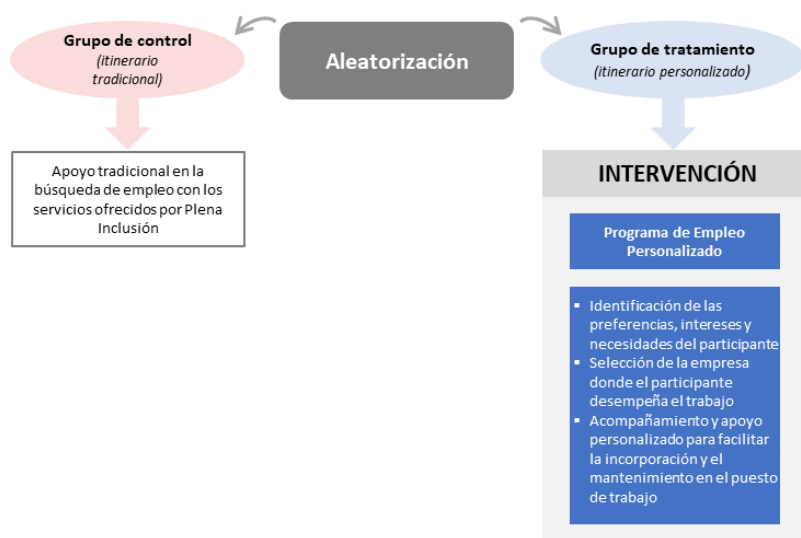 Grupo de control
(itinerario
tradicional)
Aleatorización
Grupo de tratamiento
(itinerario personalizado)
Apoyo tradicional en la
búsqueda de empleo con los
servicios ofrecidos por Plena
Inclusión
INTERVENCIÓN
Programa de Empleo
Personalizado
▪ Identificación de las
preferencias, intereses y
necesidades del participante
▪ Selección de la empresa
donde el participante
desempeña el trabajo
▪ Acompañamiento y apoyo
personalizado para facilitar
la incorporación y el
mantenimiento en el puesto
de trabajo